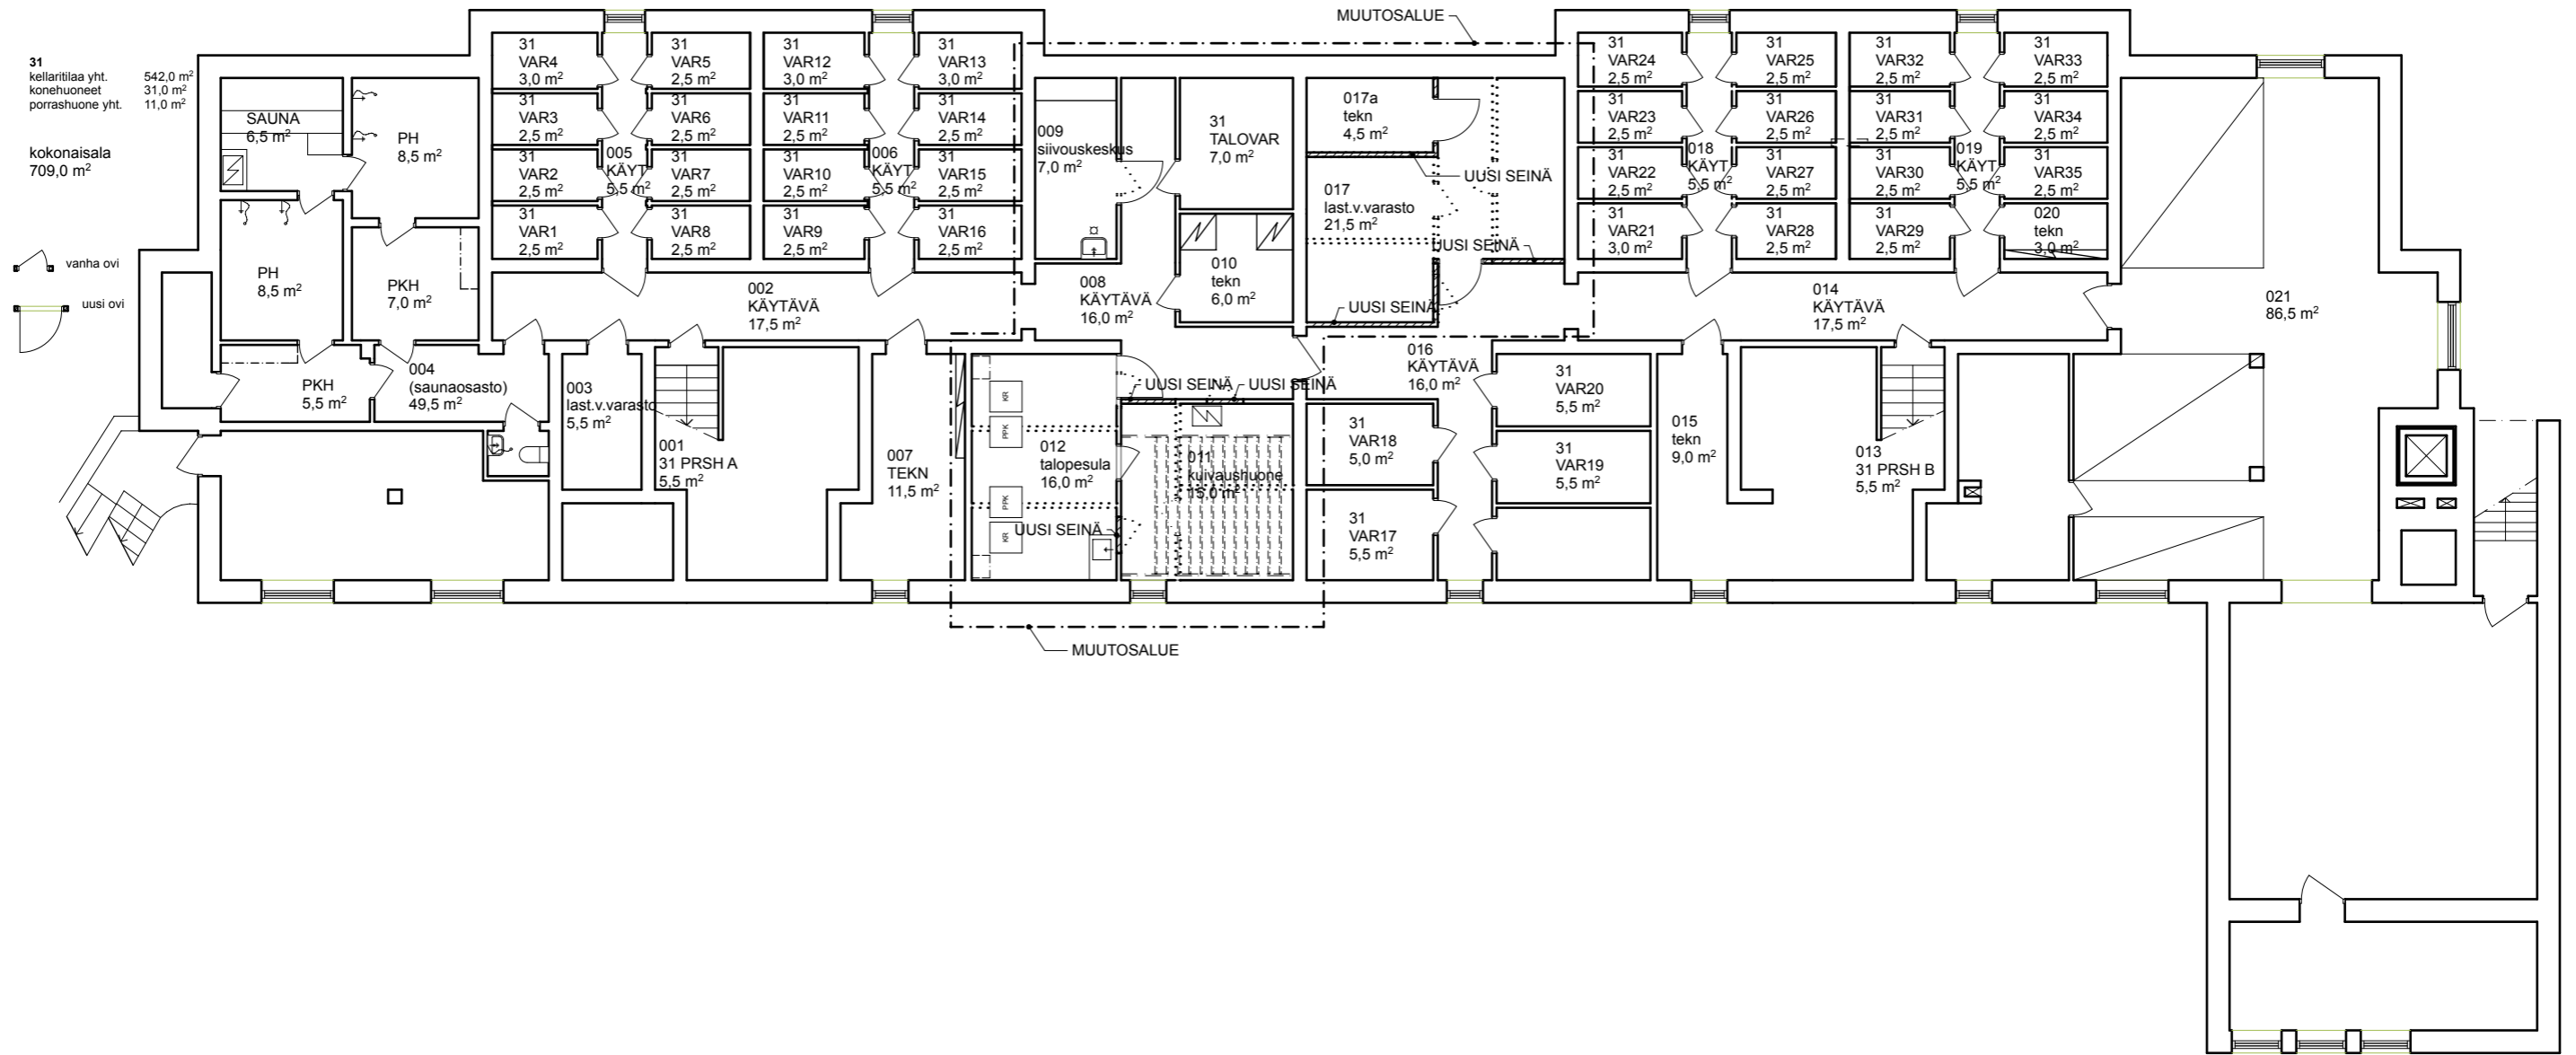 MUUTOSALUE
31
kellaritilaa yht. 542,0 m²
konehuoneet 31,0 m²
porrashuone yht. 11,0 m²
kokonaisala
709,0 m²
vanha ovi
uusi ovi
SAUNA
6,5 m²
PH
8,5 m²
PH
8,5 m²
PKH
7,0 m²
PKH
5,5 m²
004
(saunaosasto)
49,5 m²
31
VAR4
3,0 m²
31
VAR3
2,5 m²
31
VAR2
2,5 m²
31
VAR1
2,5 m²
005
KÄYT
5,5 m²
31
VAR5
2,5 m²
31
VAR6
2,5 m²
31
VAR7
2,5 m²
31
VAR8
2,5 m²
31
VAR12
3,0 m²
31
VAR11
2,5 m²
31
VAR10
2,5 m²
31
VAR9
2,5 m²
006
KÄYT
5,5 m²
31
VAR13
3,0 m²
31
VAR14
2,5 m²
31
VAR15
2,5 m²
31
VAR16
2,5 m²
002
KÄYTÄVÄ
17,5 m²
003
last.v.varasto
5,5 m²
001
31 PRSH A
5,5 m²
007
TEKN
11,5 m²
009
siivouskeskus
7,0 m²
008
KÄYTÄVÄ
16,0 m²
31
TALOVAR
7,0 m²
010
tekn
6,0 m²
017a
tekn
4,5 m²
UUSI SEINÄ
017
last.v.varasto
21,5 m²
UUSI SEINÄ
UUSI SEINÄ
KR
PPK
PPK
KR
012
talopesula
16,0 m²
UUSI SEINÄ
UUSI SEINÄ
UUSI SEINÄ
011
kuivaushuone
15,0 m²
MUUTOSALUE
016
KÄYTÄVÄ
16,0 m²
31
VAR18
5,0 m²
31
VAR17
5,5 m²
31
VAR20
5,5 m²
31
VAR19
5,5 m²
31
VAR24
2,5 m²
31
VAR23
2,5 m²
31
VAR22
2,5 m²
31
VAR21
3,0 m²
018
KÄYT
5,5 m²
31
VAR25
2,5 m²
31
VAR26
2,5 m²
31
VAR27
2,5 m²
31
VAR28
2,5 m²
31
VAR32
2,5 m²
31
VAR31
2,5 m²
31
VAR30
2,5 m²
31
VAR29
2,5 m²
019
KÄYT
5,5 m²
31
VAR33
2,5 m²
31
VAR34
2,5 m²
31
VAR35
2,5 m²
020
tekn
3,0 m²
014
KÄYTÄVÄ
17,5 m²
015
tekn
9,0 m²
013
31 PRSH B
5,5 m²
021
86,5 m²